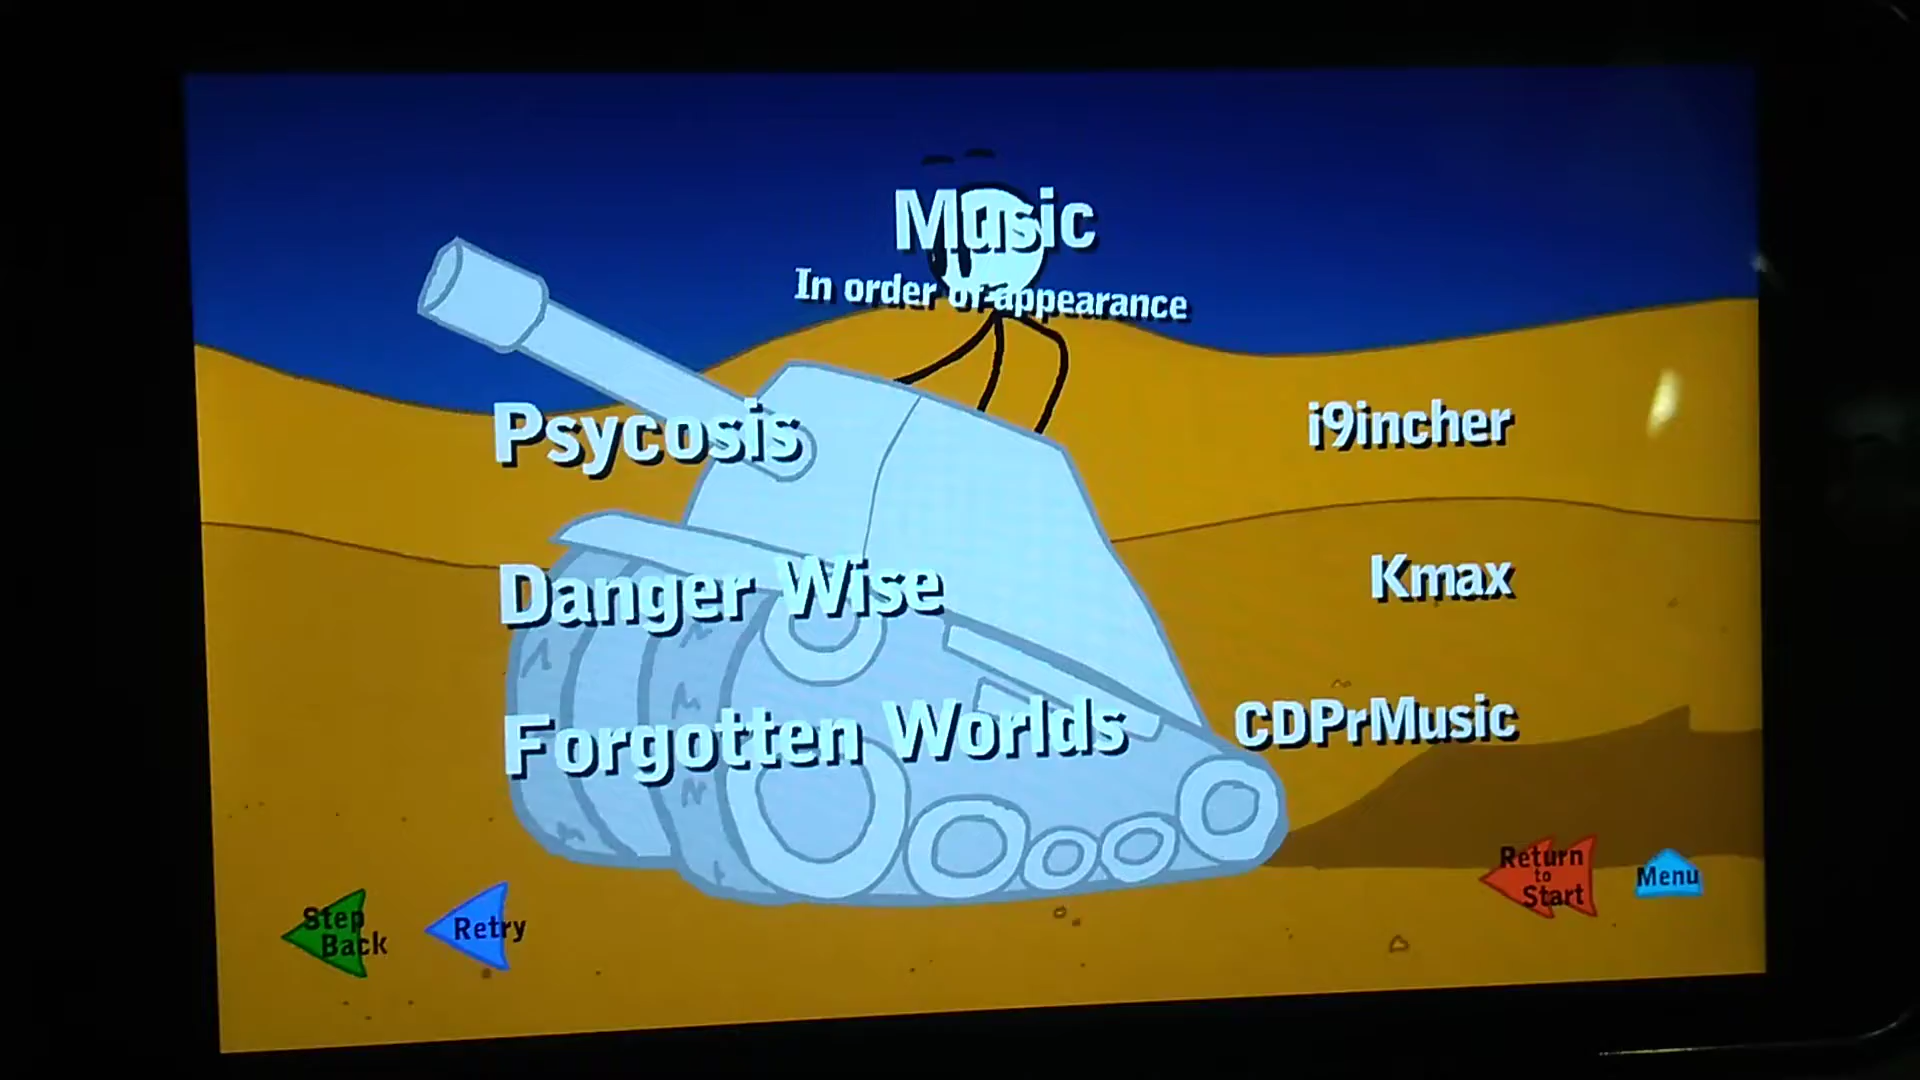 Music
In order of appearance
Psycosis i9incher
Danger Wise Kmax
Forgotten Worlds CDPrMusic
Step
Back
Retry
Return
to
Start
Menu